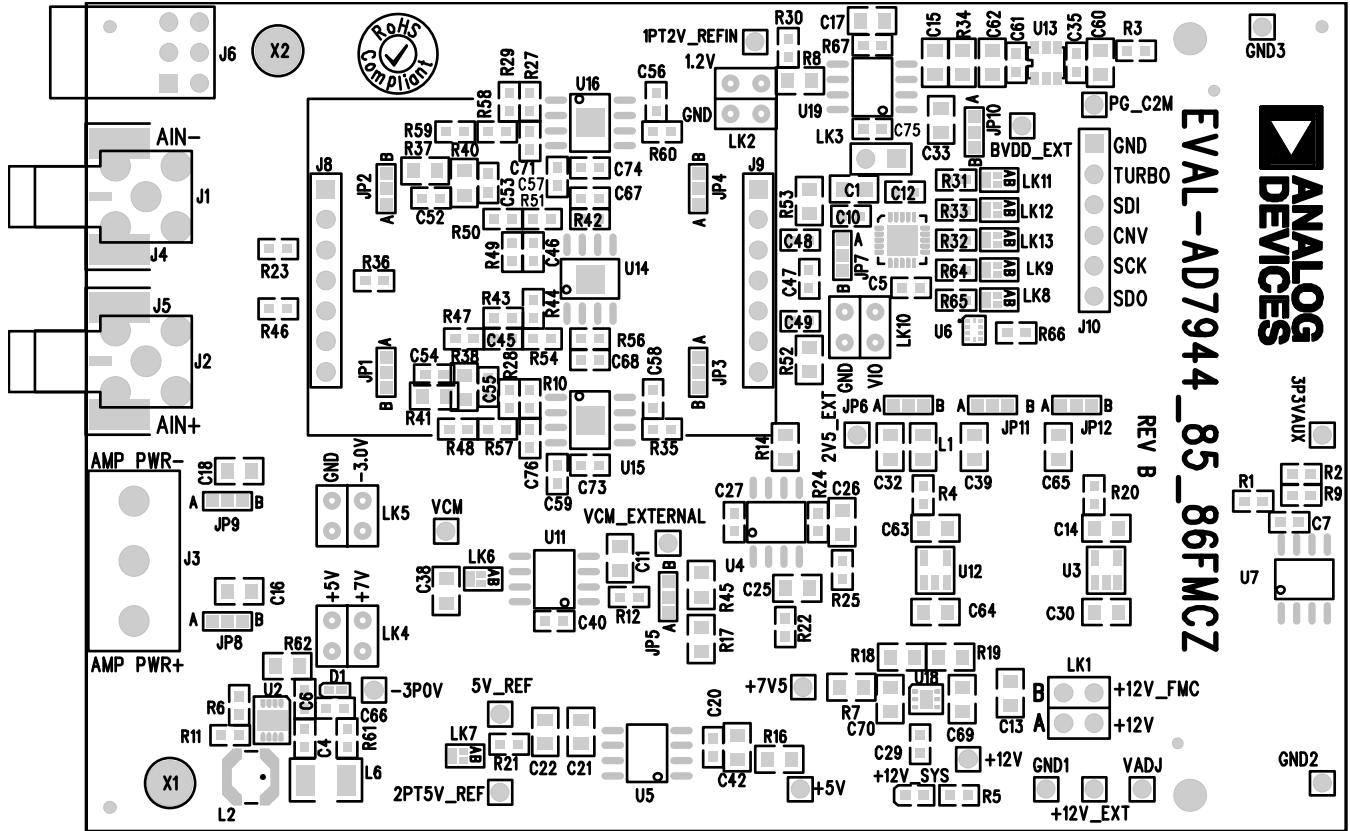 J6
X2
RoHS
Compliant
R29
R27
R58
U16
C56
1PT2V_REFIN
R30
1.2V
GND
LK2
R8
U19
C17
R67
LK3
C75
C15
R34
C62
C61
U13
C35
C60
R3
GND3
C33
JP10
A
BVDD_EXT
PG_C2M
AIN-
J1
J4
R59
R37
R40
C52
C53
C71
C57
R51
C74
C67
R60
J8
JP2
B
A
JP4
B
A
J9
R53
C1
C10
C12
R31
AB
LK11
R33
AB
LK12
R32
AB
LK13
R64
AB
LK9
R65
AB
LK8
GND
TURBO
SDI
CNV
SCK
SDO
J10
EVAL-AD7944_85_86FMCZ
REV B
ANALOG
DEVICES
R23
R36
R50
R49
C46
R42
U14
C48
C47
C49
JP7
A
B
C5
U6
R66
J5
J2
AIN+
R46
R43
R44
R47
C45
R54
R56
C68
C58
R52
GND
VIO
LK10
JP1
A
B
C54
R38
C55
R28
R10
R41
R48
R57
C76
U15
R35
JP3
A
B
C59
C73
R14
2V5_EXT
JP6
A
B
A
B
JP11
A
B
JP12
3P3VAUX
AMP PWR-
C18
A
B
JP9
GND
-3.0V
LK5
VCM
VCM_EXTERNAL
C27
R24
C26
C32
L1
C39
C65
R4
R20
R1
R2
R9
C7
J3
U11
C11
U4
C63
C14
U12
U3
U7
C16
A
B
JP8
+5V
+7V
LK4
C38
LK6
AB
C40
R12
B
JP5
A
R45
R17
C25
R22
R25
C64
C30
AMP PWR+
R62
D1
-3P0V
U2
C6
C66
R6
R11
C4
R61
X1
L2
L6
5V_REF
LK7
AB
R21
2PT5V_REF
C22
C21
U5
C20
C42
R16
+7V5
+5V
R18
R19
U18
R7
C70
C69
C29
C13
+12V_SYS
R5
+12V
LK1
B
A
+12V_FMC
+12V
GND1
VADJ
+12V_EXT
GND2